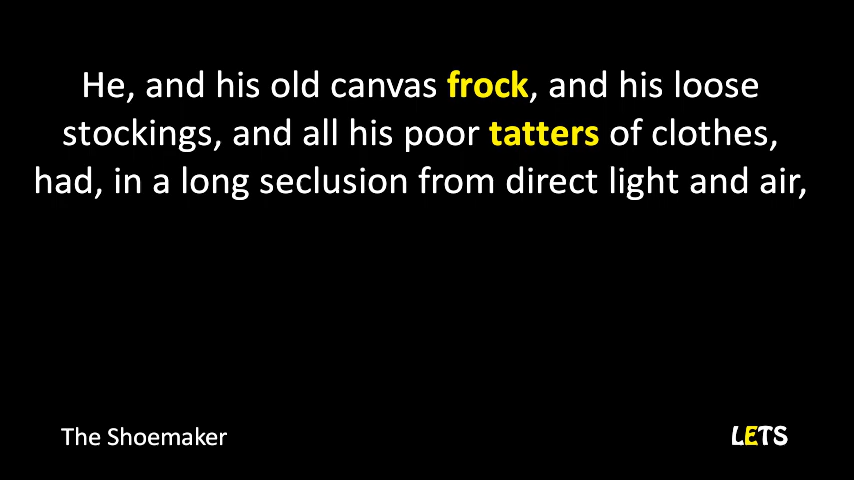 He, and his old canvas frock, and his loose
stockings, and all his poor tatters of clothes,
had, in a long seclusion from direct light and air,
The Shoemaker
LETS